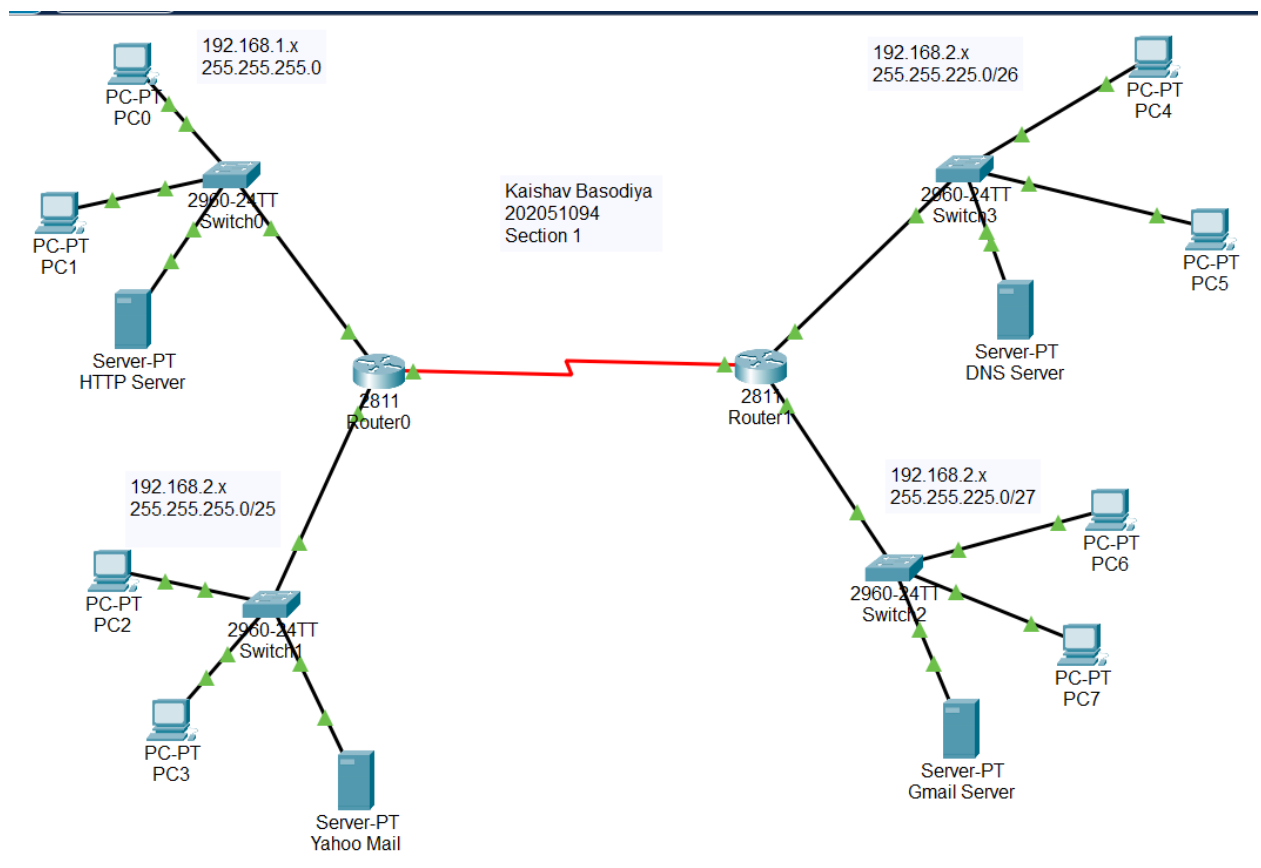 192.168.1.x
255.255.255.0
PC-PT
PC0
2960-24TT
Switch0
PC-PT
PC1
Server-PT
HTTP Server
192.168.2.x
255.255.225.0/26
PC-PT
PC4
2960-24TT
Switch3
PC-PT
PC5
Server-PT
DNS Server
Kaishav Basodiya
202051094
Section 1
2811
Router0
2811
Router1
192.168.2.x
255.255.255.0/25
PC-PT
PC2
2960-24TT
Switch1
PC-PT
PC3
Server-PT
Yahoo Mail
192.168.2.x
255.255.225.0/27
PC-PT
PC6
2960-24TT
Switch2
PC-PT
PC7
Server-PT
Gmail Server